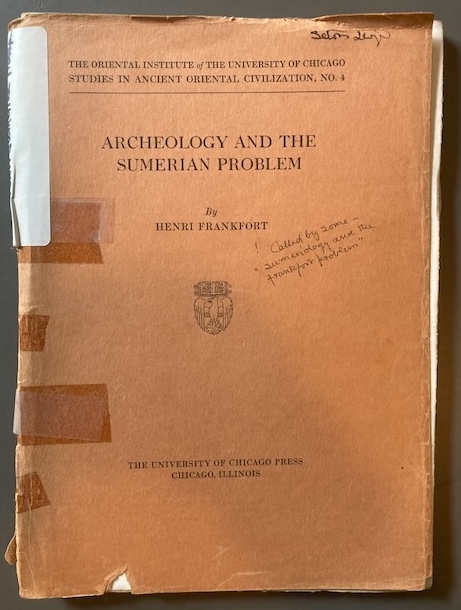 THE ORIENTAL INSTITUTE of THE UNIVERSITY OF CHICAGO
STUDIES IN ANCIENT ORIENTAL CIVILIZATION, NO. 4
ARCHEOLOGY AND THE
SUMERIAN PROBLEM
By
HENRI FRANKFORT
!! Called by some –
"Sumerology and the
frankfort problem"
THE UNIVERSITY OF CHICAGO PRESS
CHICAGO, ILLINOIS